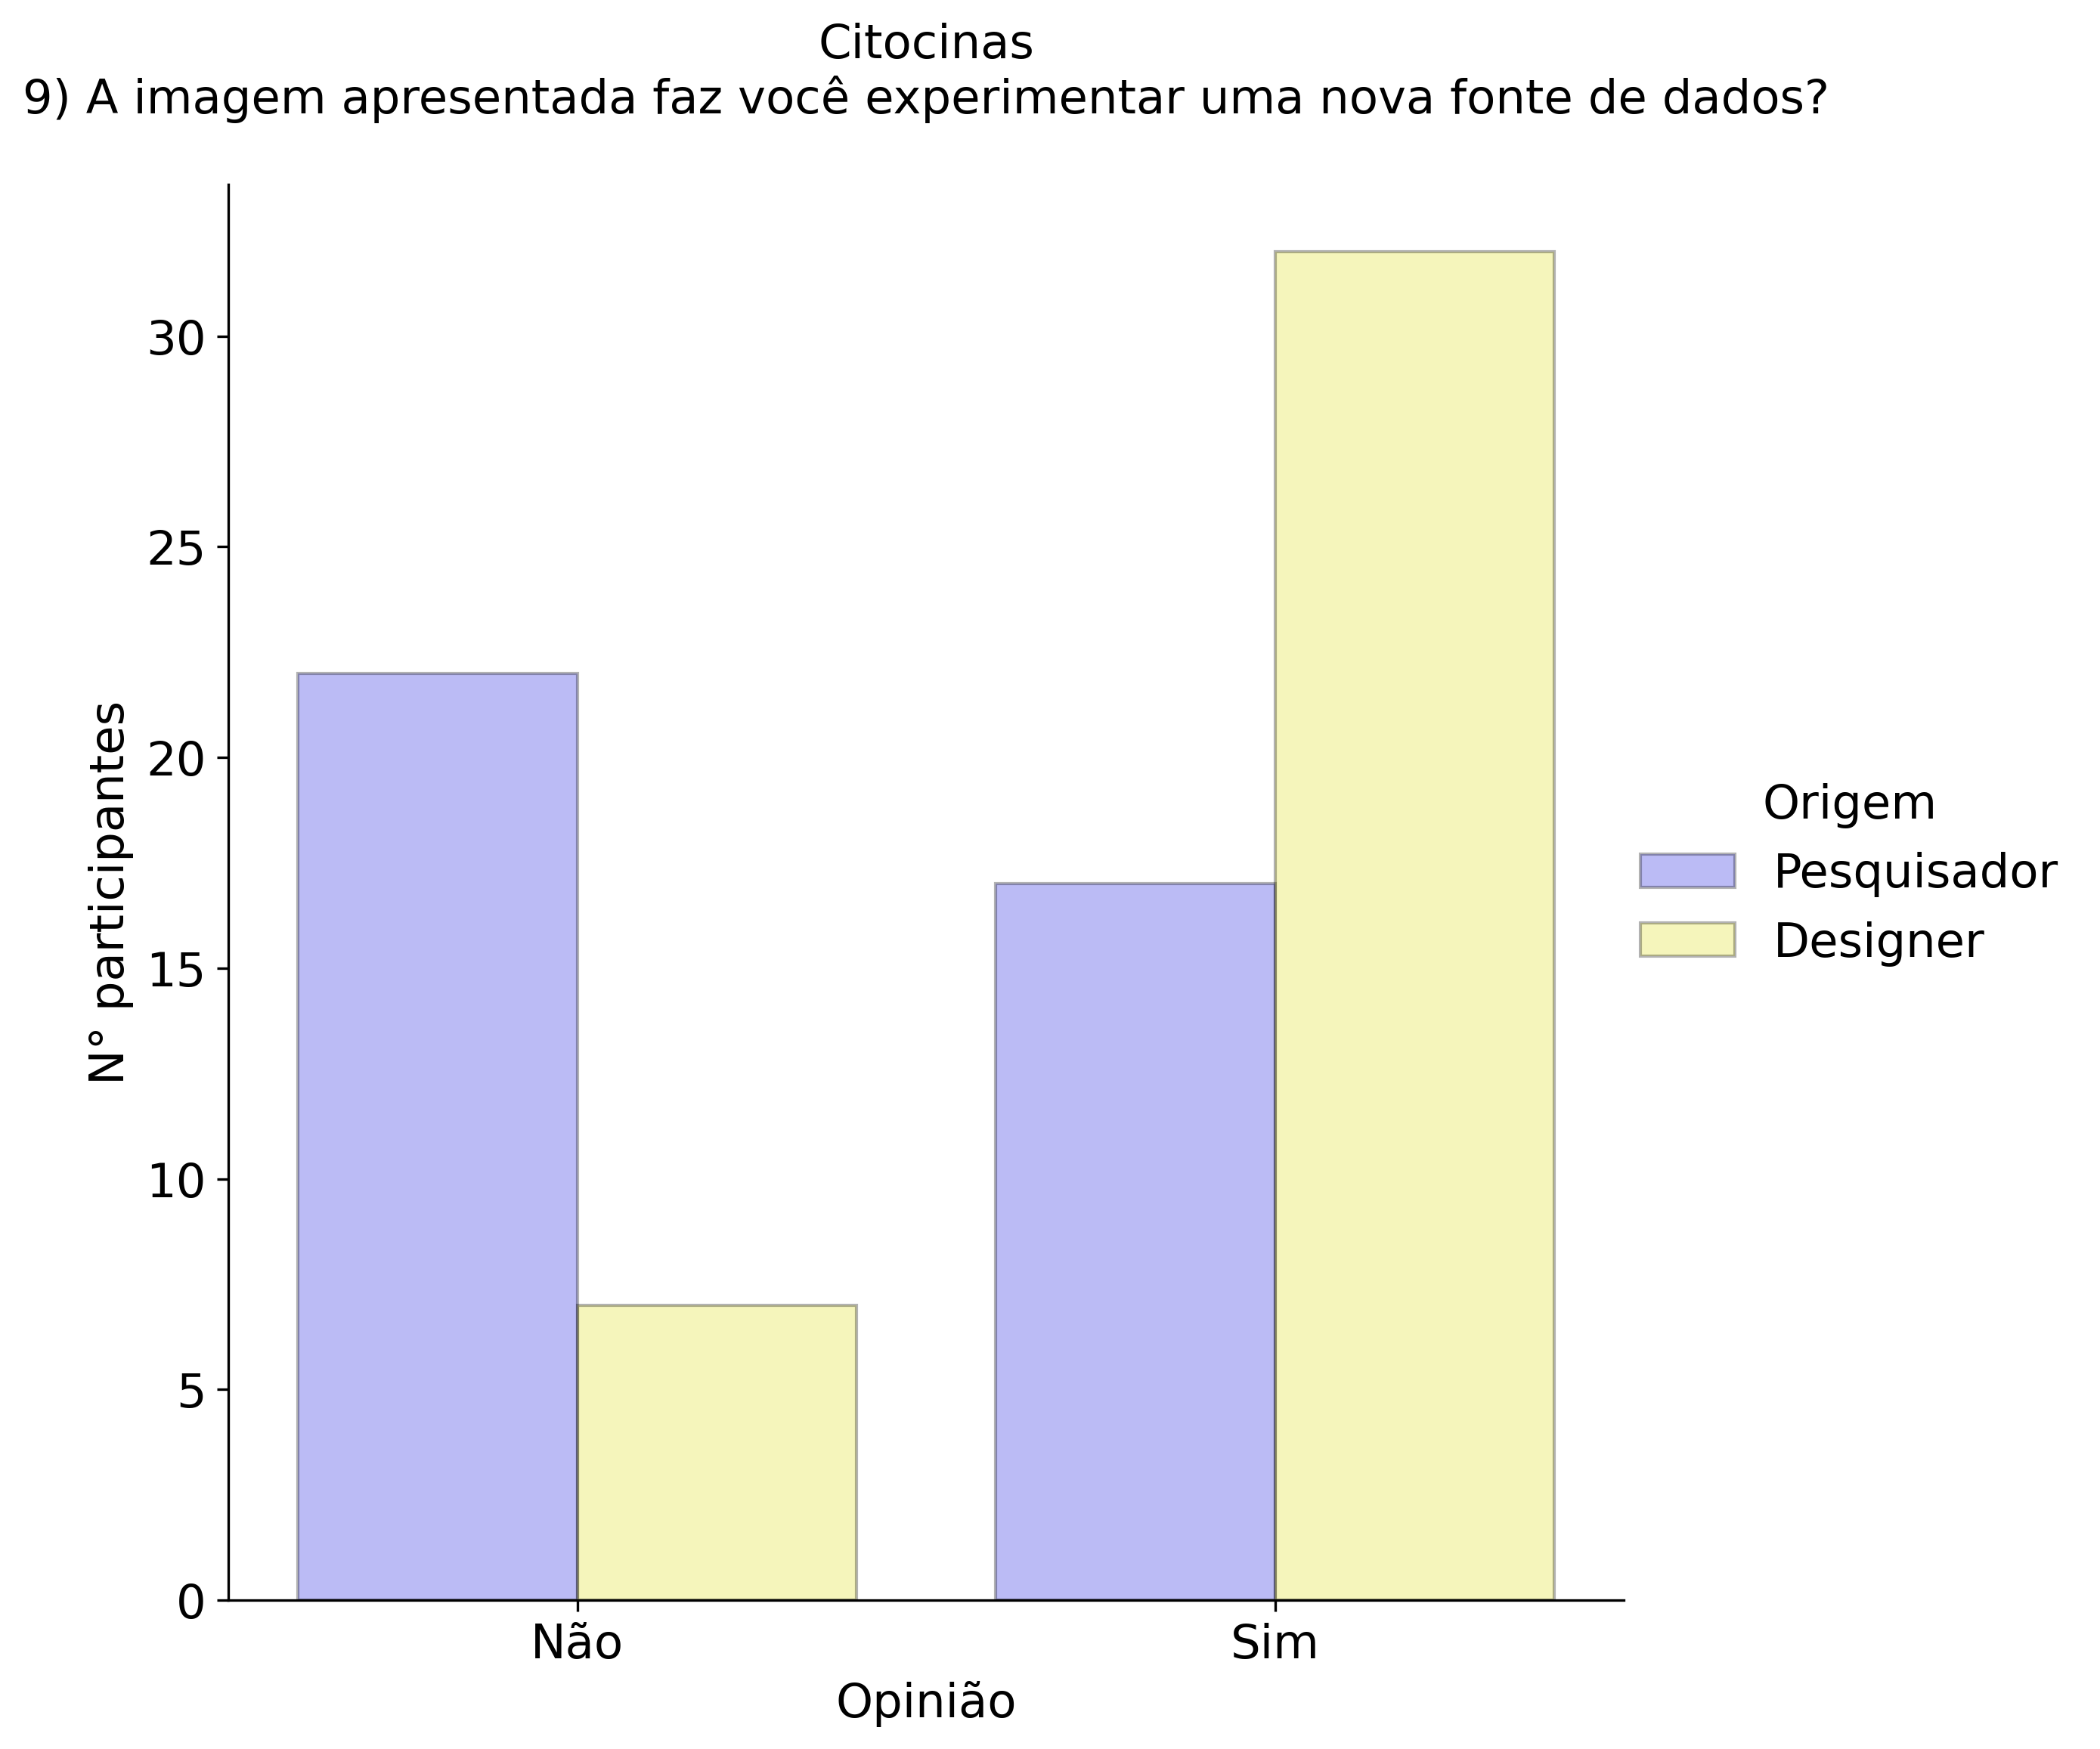 Citocinas
9) A imagem apresentada faz você experimentar uma nova fonte de dados?
N° participantes
30
25
20
15
10
5
0
Não
Sim
Opinião
Origem
Pesquisador
Designer